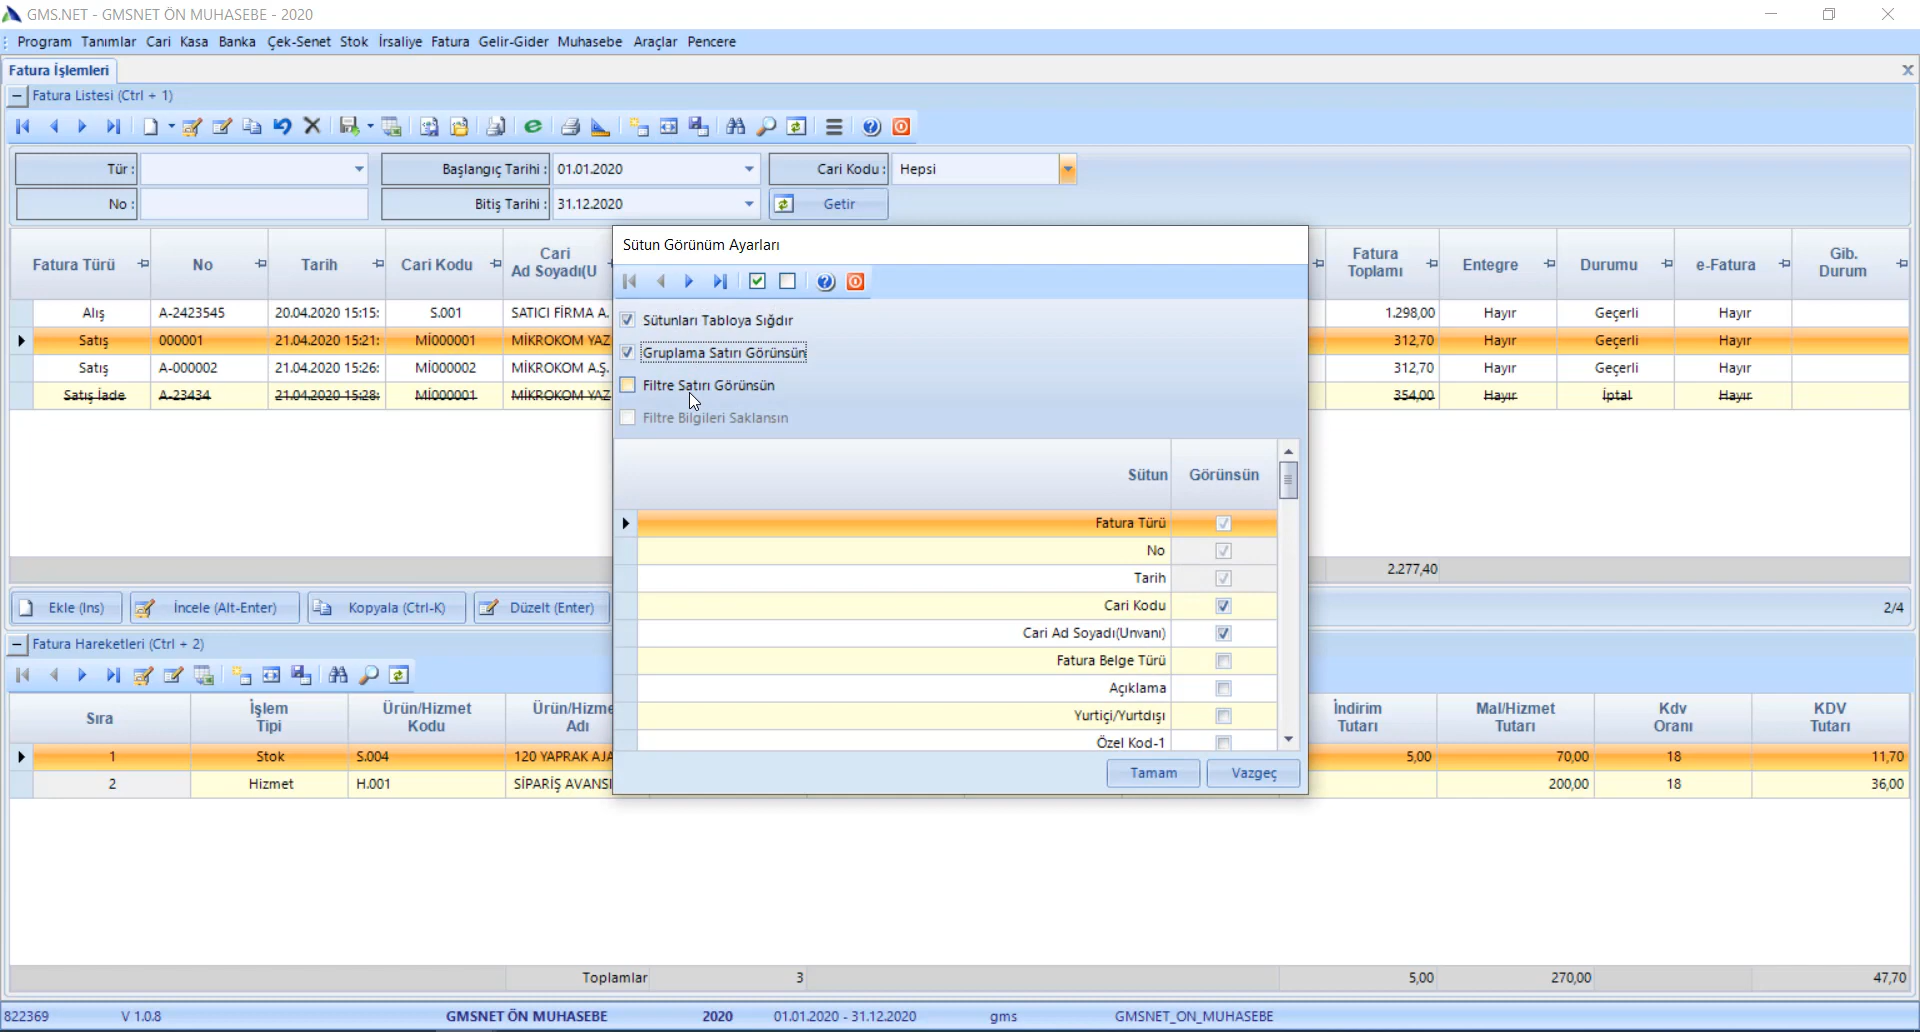 GMS.NET - GMSNET ÖN MUHASEBE - 2020
Program Tanımlar Cari Kasa Banka Çek-Senet Stok İrsaliye Fatura Gelir-Gider Muhasebe Araçlar Pencere
Fatura İşlemleri
Fatura Listesi (Ctrl + 1)
Tür : Başlangıç Tarihi : 01.01.2020 Cari Kodu : Hepsi
No : Bitiş Tarihi : 31.12.2020 Getir
Fatura Türü No Tarih Cari Kodu Cari Ad Soyadı(U Fatura Toplamı Entegre Durumu e-Fatura Gib. Durum
Alış A-2423545 20.04.2020 15:15: S.001 SATICI FİRMA A. 1.298,00 Hayır Geçerli Hayır
Satış 000001 21.04.2020 15:21: Mİ000001 MİKROKOM YAZ 312,70 Hayır Geçerli Hayır
Satış A-000002 21.04.2020 15:26: Mİ000002 MİKROKOM A.Ş. 312,70 Hayır Geçerli Hayır
Satış İade A-23434 21.04.2020 15:28: Mİ000001 MİKROKOM YAZ 354,00 Hayır İptal Hayır
2.277,40
Ekle (Ins) İncele (Alt-Enter) Kopyala (Ctrl-K) Düzelt (Enter) 2/4
Sütun Görünüm Ayarları
Sütunları Tabloya Sığdır
Gruplama Satırı Görünsün
Filtre Satırı Görünsün
Filtre Bilgileri Saklansın
Sütun Görünsün
Fatura Türü
No
Tarih
Cari Kodu
Cari Ad Soyadı(Unvanı)
Fatura Belge Türü
Açıklama
Yurtiçi/Yurtdışı
Özel Kod-1
Tamam Vazgeç
Fatura Hareketleri (Ctrl + 2)
Sıra İşlem Tipi Ürün/Hizmet Kodu Ürün/Hizme Adı İndirim Tutarı Mal/Hizmet Tutarı Kdv Oranı KDV Tutarı
1 Stok S.004 120 YAPRAK AJA 5,00 70,00 18 11,70
2 Hizmet H.001 SİPARİŞ AVANSI 200,00 18 36,00
Toplamlar 3 5,00 270,00 47,70
822369 V 1.0.8 GMSNET ÖN MUHASEBE 2020 01.01.2020 - 31.12.2020 gms GMSNET_ON_MUHASEBE